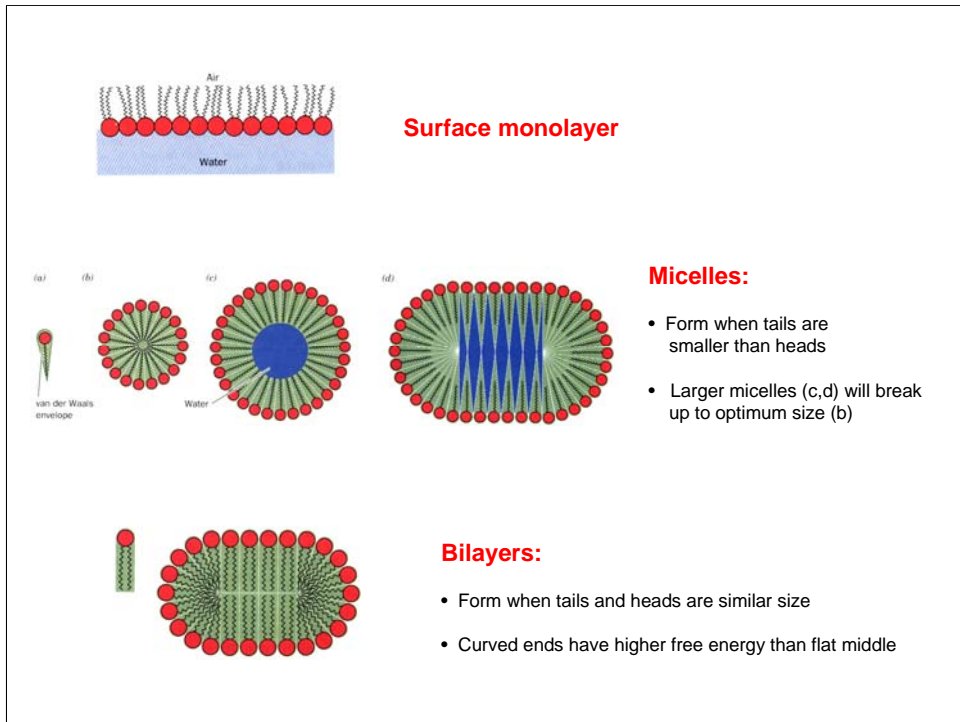 Air
Water
Surface monolayer
(a)
(b)
(c)
(d)
van der Waals
envelope
Water
Micelles:
• Form when tails are
smaller than heads
• Larger micelles (c,d) will break
up to optimum size (b)
Bilayers:
• Form when tails and heads are similar size
• Curved ends have higher free energy than flat middle